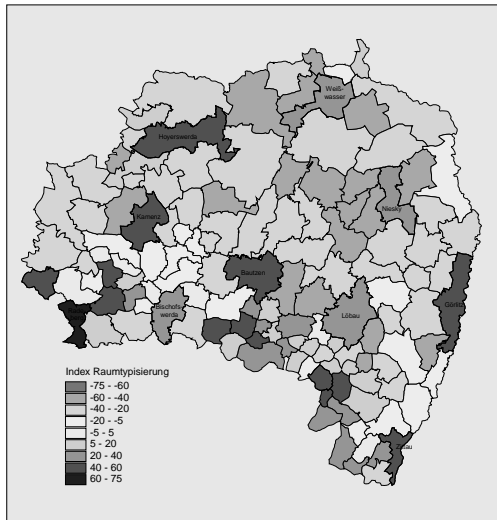 Weiß-
wasser
Hoyerswerda
Niesky
Kamenz
Bautzen
Görlitz
Bischofs-
werda
Löbau
Zittau
Index Raumtypisierung
-75 - -60
-60 - -40
-40 - -20
-20 - -5
-5 - 5
5 - 20
20 - 40
40 - 60
60 - 75